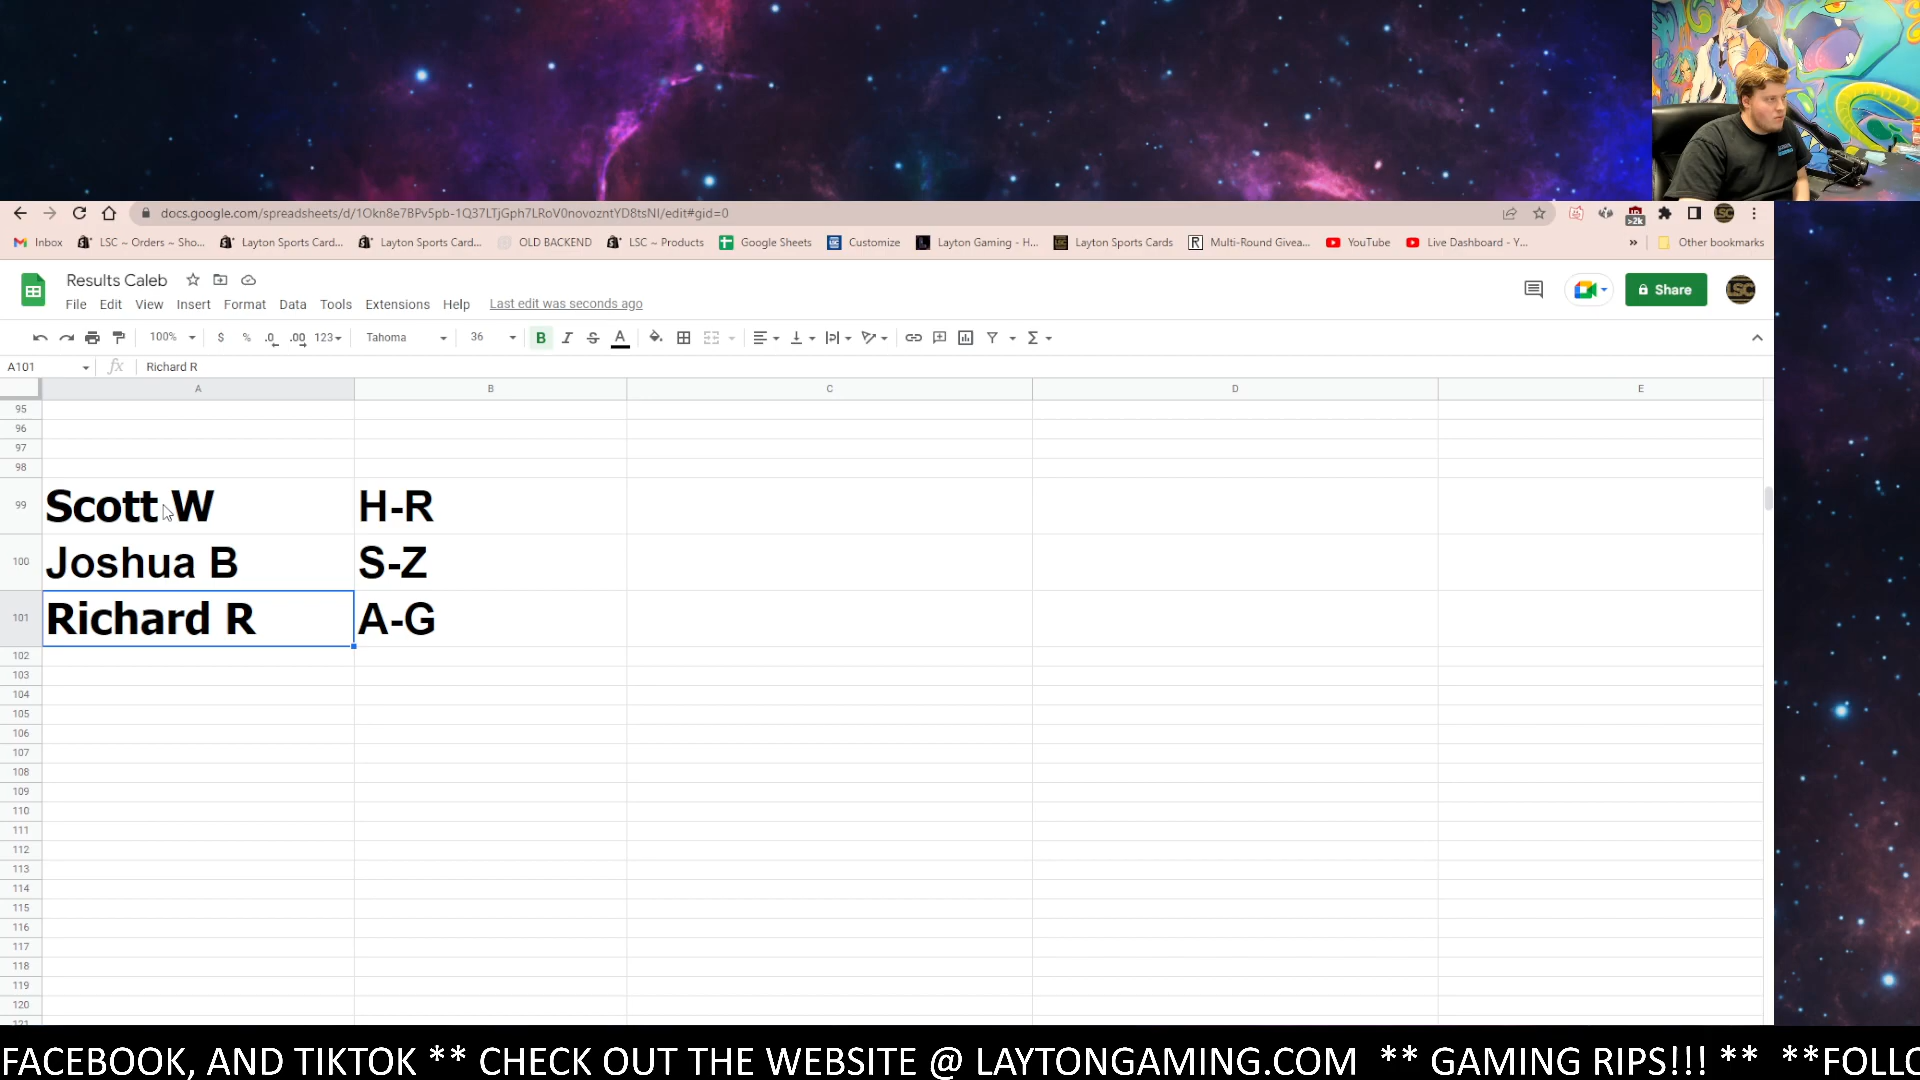 docs.google.com/spreadsheets/d/1Okn8e7BPv5pb-1Q37LTjGph7LRoV0novozntYD8tsNI/edit#gid=0
Inbox LSC ~ Orders ~ Sho... Layton Sports Card... Layton Sports Card... OLD BACKEND LSC ~ Products Google Sheets Customize Layton Gaming - H... Layton Sports Cards Multi-Round Givea... YouTube Live Dashboard - Y... » Other bookmarks
Results Caleb
File Edit View Insert Format Data Tools Extensions Help Last edit was seconds ago
Share
100% $ % .0 .00 123 Tahoma 36 B I S A
A101 fx Richard R
A B C D E
95
96
97
98
99 Scott W H-R
100 Joshua B S-Z
101 Richard R A-G
102
103
104
105
106
107
108
109
110
111
112
113
114
115
116
117
118
119
120
FACEBOOK, AND TIKTOK ** CHECK OUT THE WEBSITE @ LAYTONGAMING.COM ** GAMING RIPS!!! ** **FOLLO